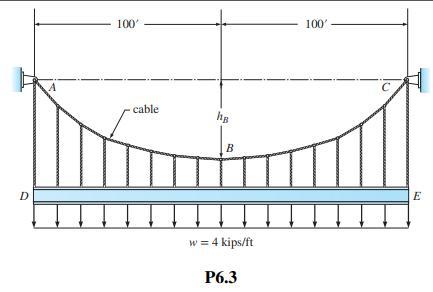 100′ 100′
A C
cable
h_B
B
D E
w = 4 kips/ft
P6.3